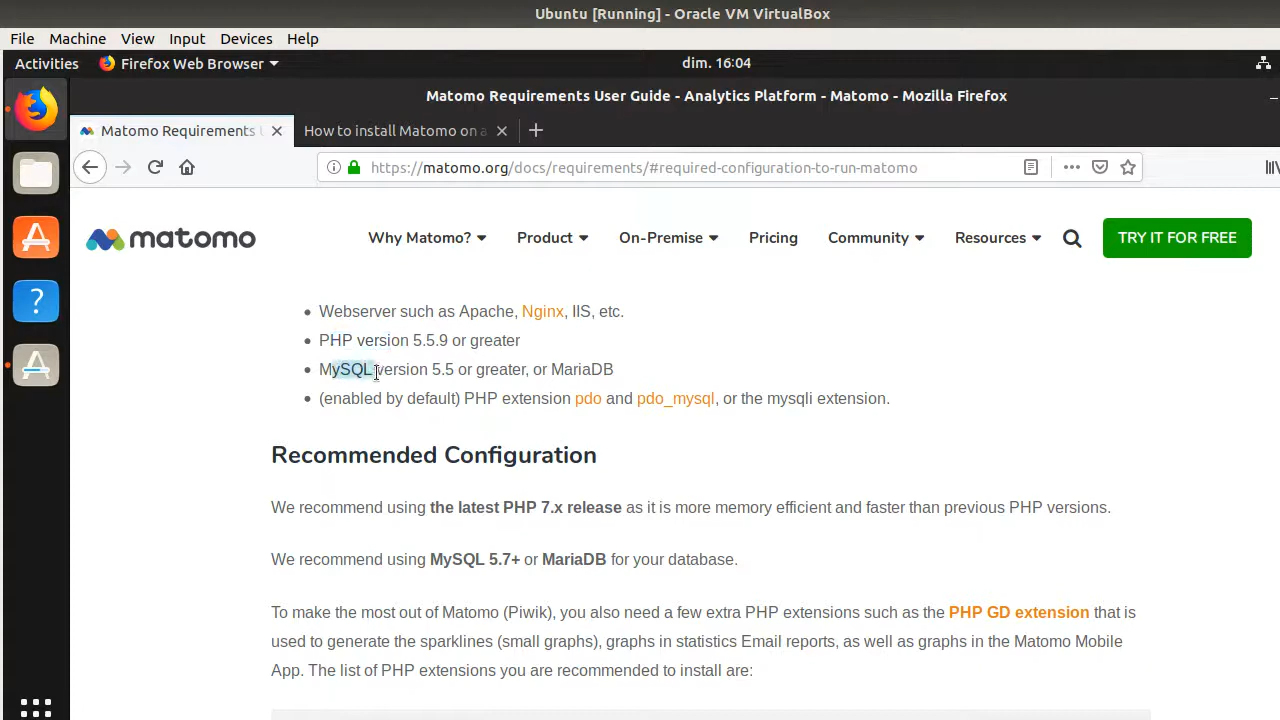 Ubuntu [Running] - Oracle VM VirtualBox
File Machine View Input Devices Help
Activities Firefox Web Browser dim. 16:04
Matomo Requirements User Guide - Analytics Platform - Matomo - Mozilla Firefox
Matomo Requirements U How to install Matomo on a
https://matomo.org/docs/requirements/#required-configuration-to-run-matomo
matomo Why Matomo? Product On-Premise Pricing Community Resources TRY IT FOR FREE
• Webserver such as Apache, Nginx, IIS, etc.
• PHP version 5.5.9 or greater
• MySQL version 5.5 or greater, or MariaDB
• (enabled by default) PHP extension pdo and pdo_mysql, or the mysqli extension.
Recommended Configuration
We recommend using the latest PHP 7.x release as it is more memory efficient and faster than previous PHP versions.
We recommend using MySQL 5.7+ or MariaDB for your database.
To make the most out of Matomo (Piwik), you also need a few extra PHP extensions such as the PHP GD extension that is
used to generate the sparklines (small graphs), graphs in statistics Email reports, as well as graphs in the Matomo Mobile
App. The list of PHP extensions you are recommended to install are: